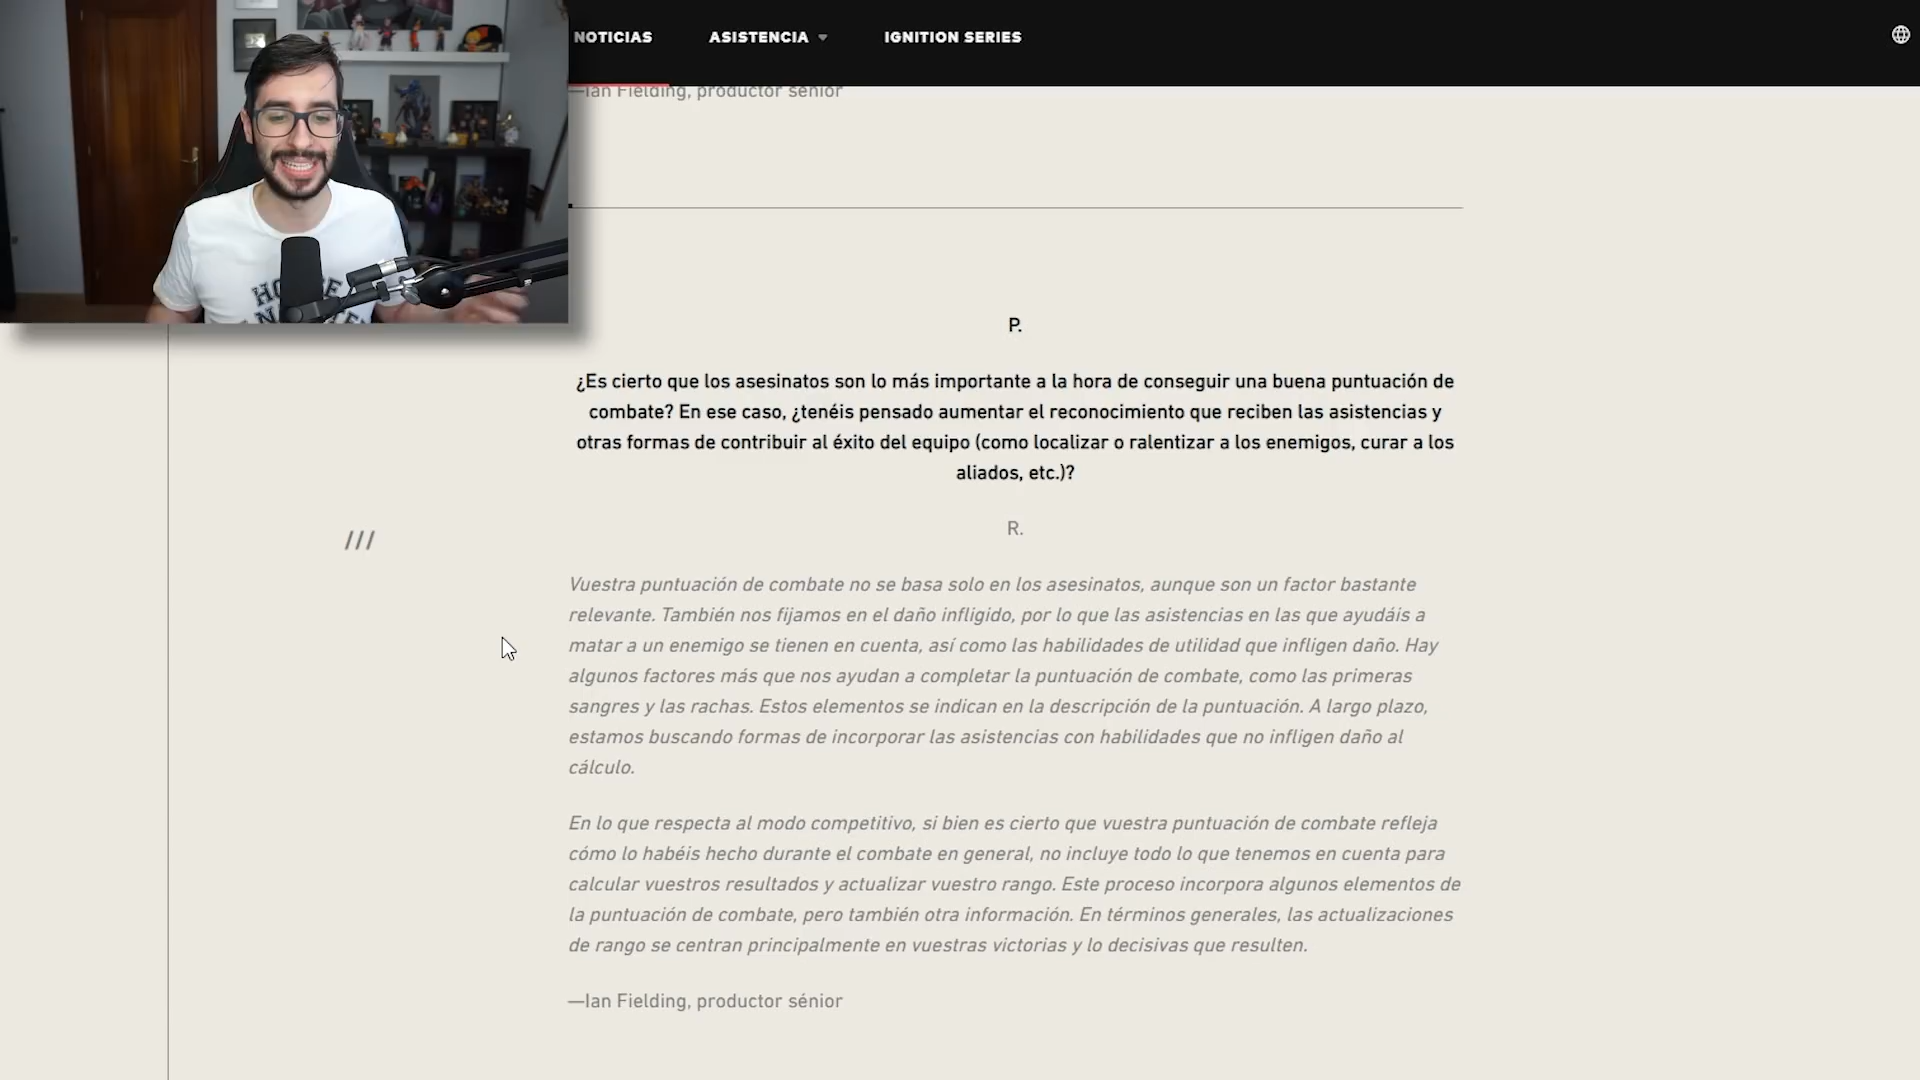 NOTICIAS
ASISTENCIA
IGNITION SERIES
—Ian Fielding, productor sénior
P.
¿Es cierto que los asesinatos son lo más importante a la hora de conseguir una buena puntuación de
combate? En ese caso, ¿tenéis pensado aumentar el reconocimiento que reciben las asistencias y
otras formas de contribuir al éxito del equipo (como localizar o ralentizar a los enemigos, curar a los
aliados, etc.)?
R.
///
Vuestra puntuación de combate no se basa solo en los asesinatos, aunque son un factor bastante
relevante. También nos fijamos en el daño infligido, por lo que las asistencias en las que ayudáis a
matar a un enemigo se tienen en cuenta, así como las habilidades de utilidad que infligen daño. Hay
algunos factores más que nos ayudan a completar la puntuación de combate, como las primeras
sangres y las rachas. Estos elementos se indican en la descripción de la puntuación. A largo plazo,
estamos buscando formas de incorporar las asistencias con habilidades que no infligen daño al
cálculo.
En lo que respecta al modo competitivo, si bien es cierto que vuestra puntuación de combate refleja
cómo lo habéis hecho durante el combate en general, no incluye todo lo que tenemos en cuenta para
calcular vuestros resultados y actualizar vuestro rango. Este proceso incorpora algunos elementos de
la puntuación de combate, pero también otra información. En términos generales, las actualizaciones
de rango se centran principalmente en vuestras victorias y lo decisivas que resulten.
—Ian Fielding, productor sénior